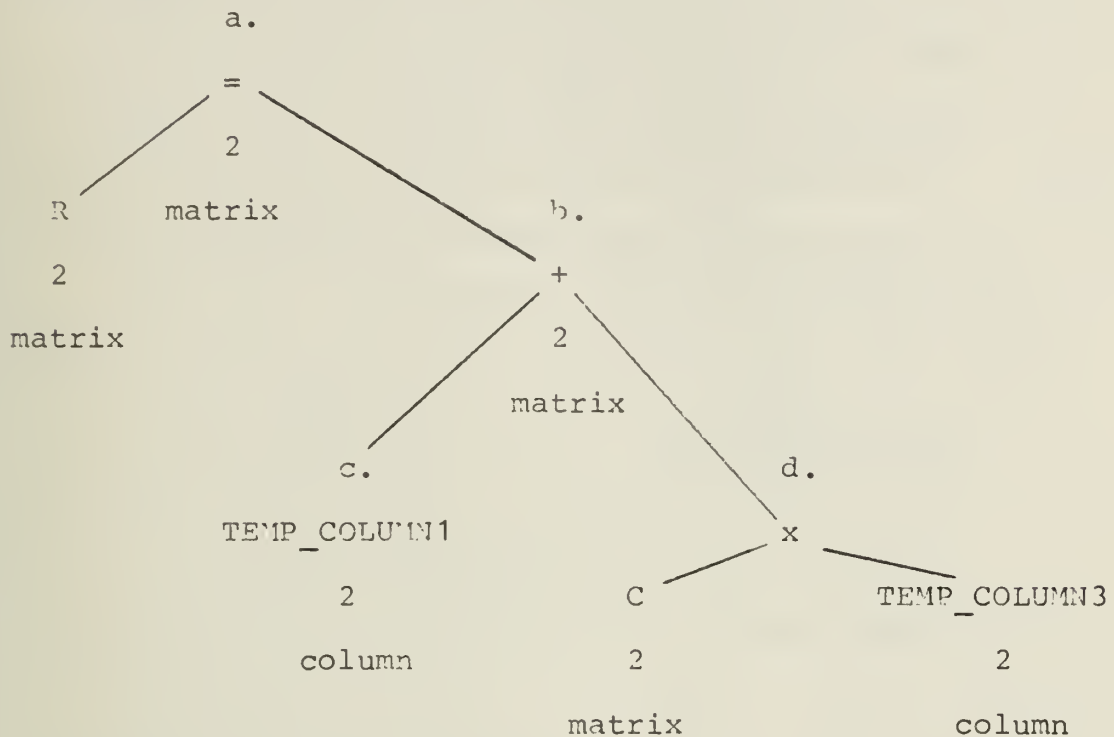 a.
=
2
R matrix b.
2 +
matrix 2
matrix
c. d.
TEMP_COLUMN1 x
2 C TEMP_COLUMN3
column 2 2
matrix column